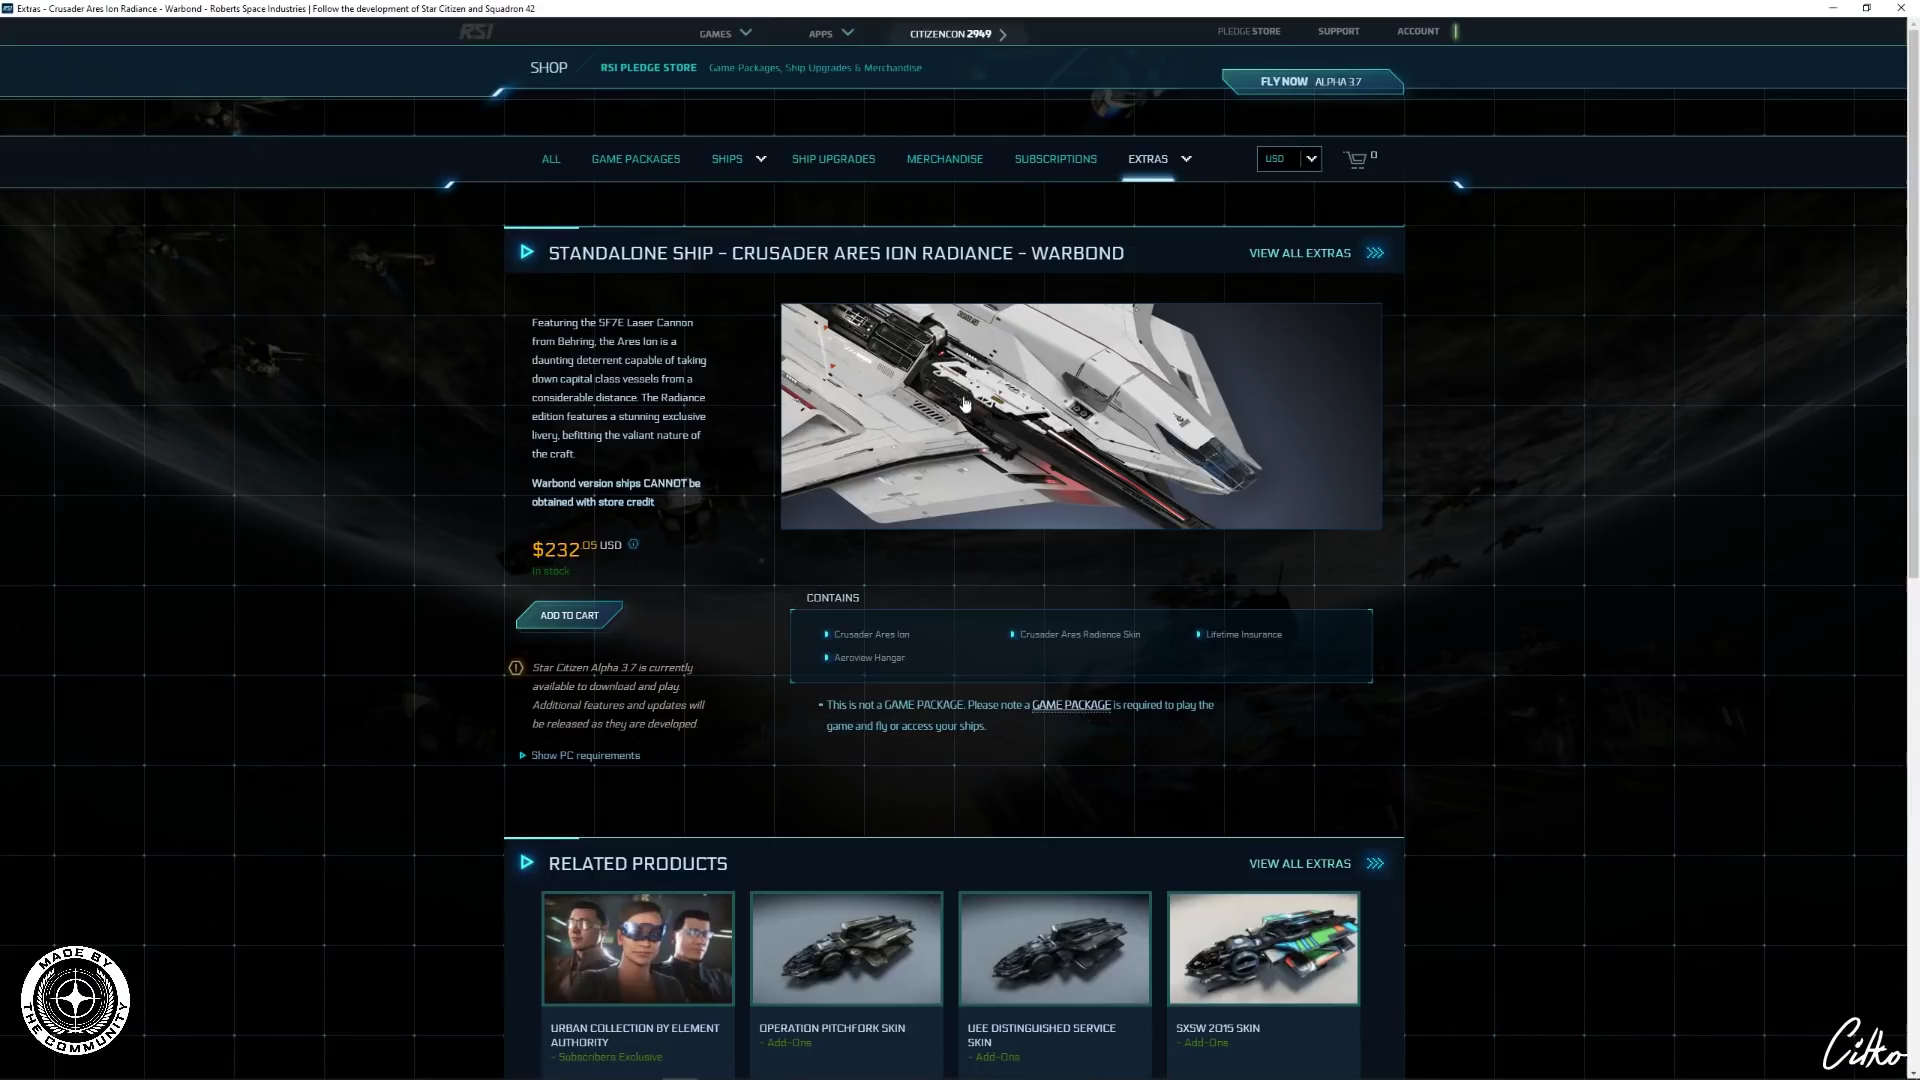 Extras - Crusader Ares Ion Radiance - Warbond - Roberts Space Industries | Follow the development of Star Citizen and Squadron 42
RSI
GAMES
APPS
CITIZENCON 2949
PLEDGE STORE
SUPPORT
ACCOUNT
SHOP
RSI PLEDGE STORE
Game Packages, Ship Upgrades & Merchandise
FLY NOW ALPHA 3.7
ALL
GAME PACKAGES
SHIPS
SHIP UPGRADES
MERCHANDISE
SUBSCRIPTIONS
EXTRAS
USD
0
STANDALONE SHIP - CRUSADER ARES ION RADIANCE - WARBOND
VIEW ALL EXTRAS
Featuring the SF7E Laser Cannon
from Behring, the Ares Ion is a
daunting deterrent capable of taking
down capital class vessels from a
considerable distance. The Radiance
edition features a stunning exclusive
livery, befitting the valiant nature of
the craft.
Warbond version ships CANNOT be
obtained with store credit
$232.05 USD
In stock
ADD TO CART
Star Citizen Alpha 3.7 is currently
available to download and play.
Additional features and updates will
be released as they are developed.
Show PC requirements
CONTAINS
Crusader Ares Ion
Crusader Ares Radiance Skin
Lifetime Insurance
Aeroview Hangar
- This is not a GAME PACKAGE. Please note a GAME PACKAGE is required to play the
game and fly or access your ships.
RELATED PRODUCTS
VIEW ALL EXTRAS
URBAN COLLECTION BY ELEMENT
AUTHORITY
- Subscribers Exclusive
OPERATION PITCHFORK SKIN
- Add-Ons
UEE DISTINGUISHED SERVICE
SKIN
- Add-Ons
SXSW 2015 SKIN
- Add-Ons
MADE BY
THE COMMUNITY